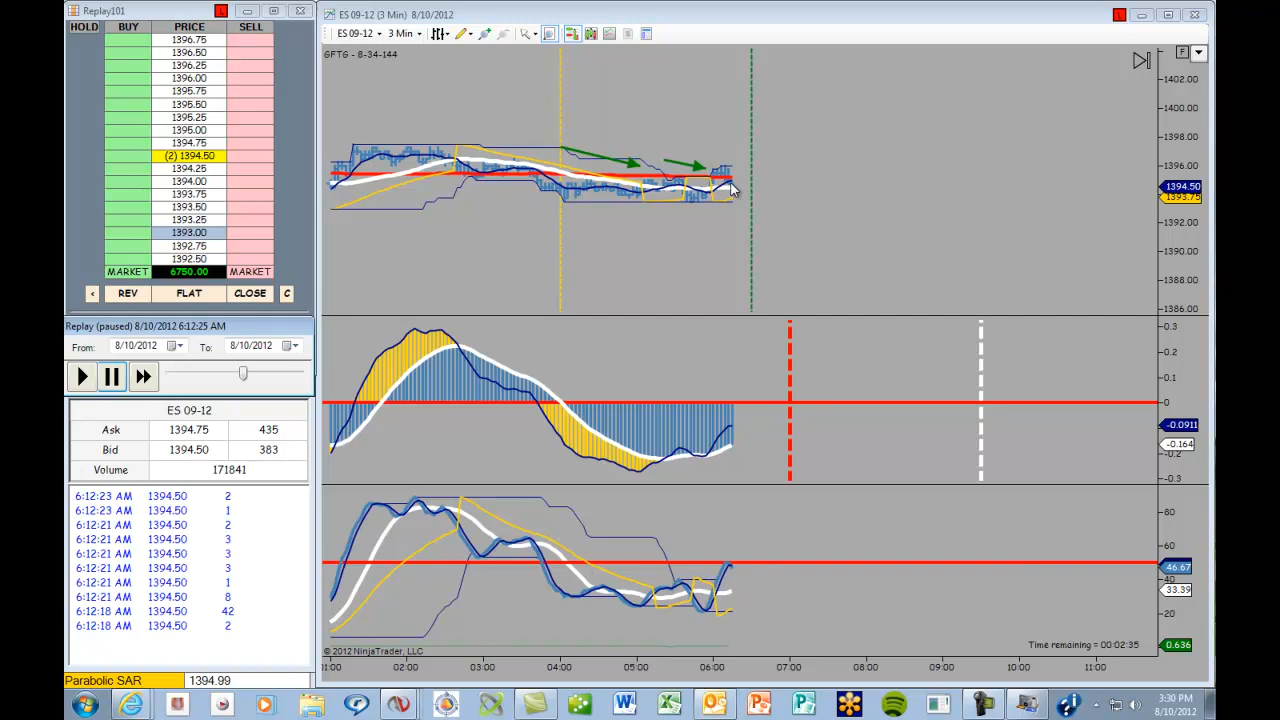 Replay101
HOLD BUY PRICE SELL
1396.75
1396.50
1396.25
1396.00
1395.75
1395.50
1395.25
1395.00
1394.75
(2) 1394.50
1394.25
1394.00
1393.75
1393.50
1393.25
1393.00
1392.75
1392.50
MARKET 6750.00 MARKET
< REV FLAT CLOSE C
Replay (paused) 8/10/2012 6:12:25 AM
From: 8/10/2012 To: 8/10/2012
ES 09-12
Ask 1394.75 435
Bid 1394.50 383
Volume 171841
6:12:23 AM 1394.50 2
6:12:23 AM 1394.50 1
6:12:21 AM 1394.50 2
6:12:21 AM 1394.50 3
6:12:21 AM 1394.50 3
6:12:21 AM 1394.50 3
6:12:21 AM 1394.50 1
6:12:21 AM 1394.50 8
6:12:18 AM 1394.50 42
6:12:18 AM 1394.50 2
Parabolic SAR 1394.99
ES 09-12 (3 Min) 8/10/2012
ES 09-12 3 Min
GFTG - 8-34-144
F
1402.00
1400.00
1398.00
1396.00
1394.50
1393.75
1392.00
1390.00
1388.00
1386.00
0.3
0.2
0.1
0
-0.0911
-0.164
-0.2
-0.3
80
60
46.67
40
33.39
20
0.636
© 2012 NinjaTrader, LLC
Time remaining = 00:02:35
01:00 02:00 03:00 04:00 05:00 06:00 07:00 08:00 09:00 10:00 11:00
3:30 PM
8/10/2012